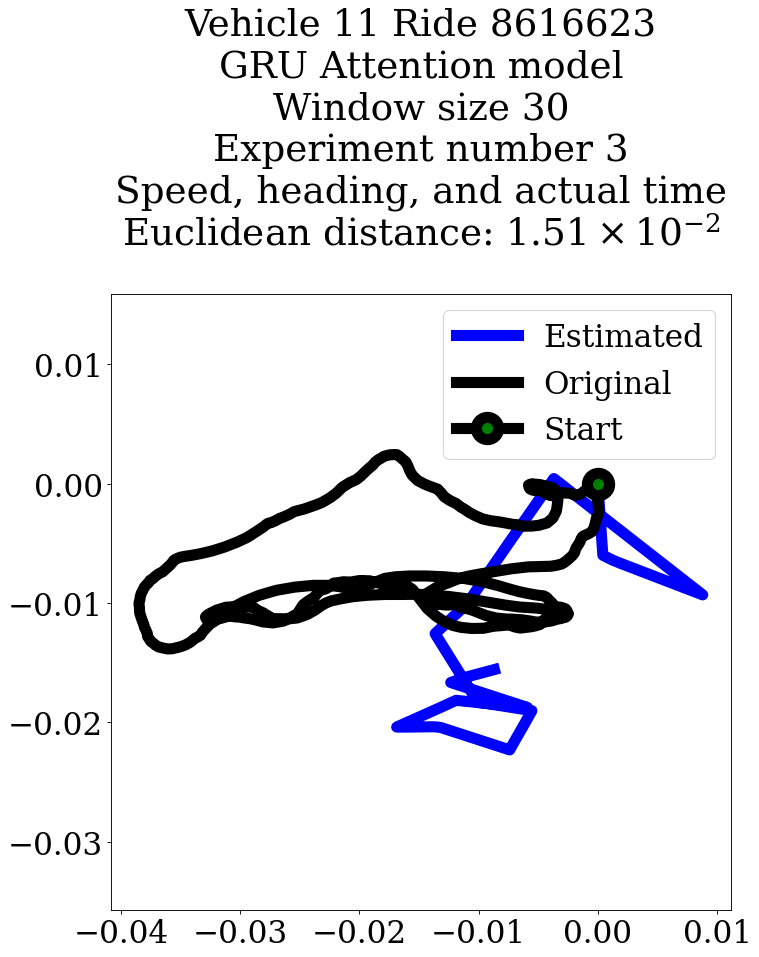 Vehicle 11 Ride 8616623
GRU Attention model
Window size 30
Experiment number 3
Speed, heading, and actual time
Euclidean distance: 1.51 × 10⁻²
Estimated
Original
Start
0.01
0.00
−0.01
−0.02
−0.03
−0.04 −0.03 −0.02 −0.01 0.00 0.01